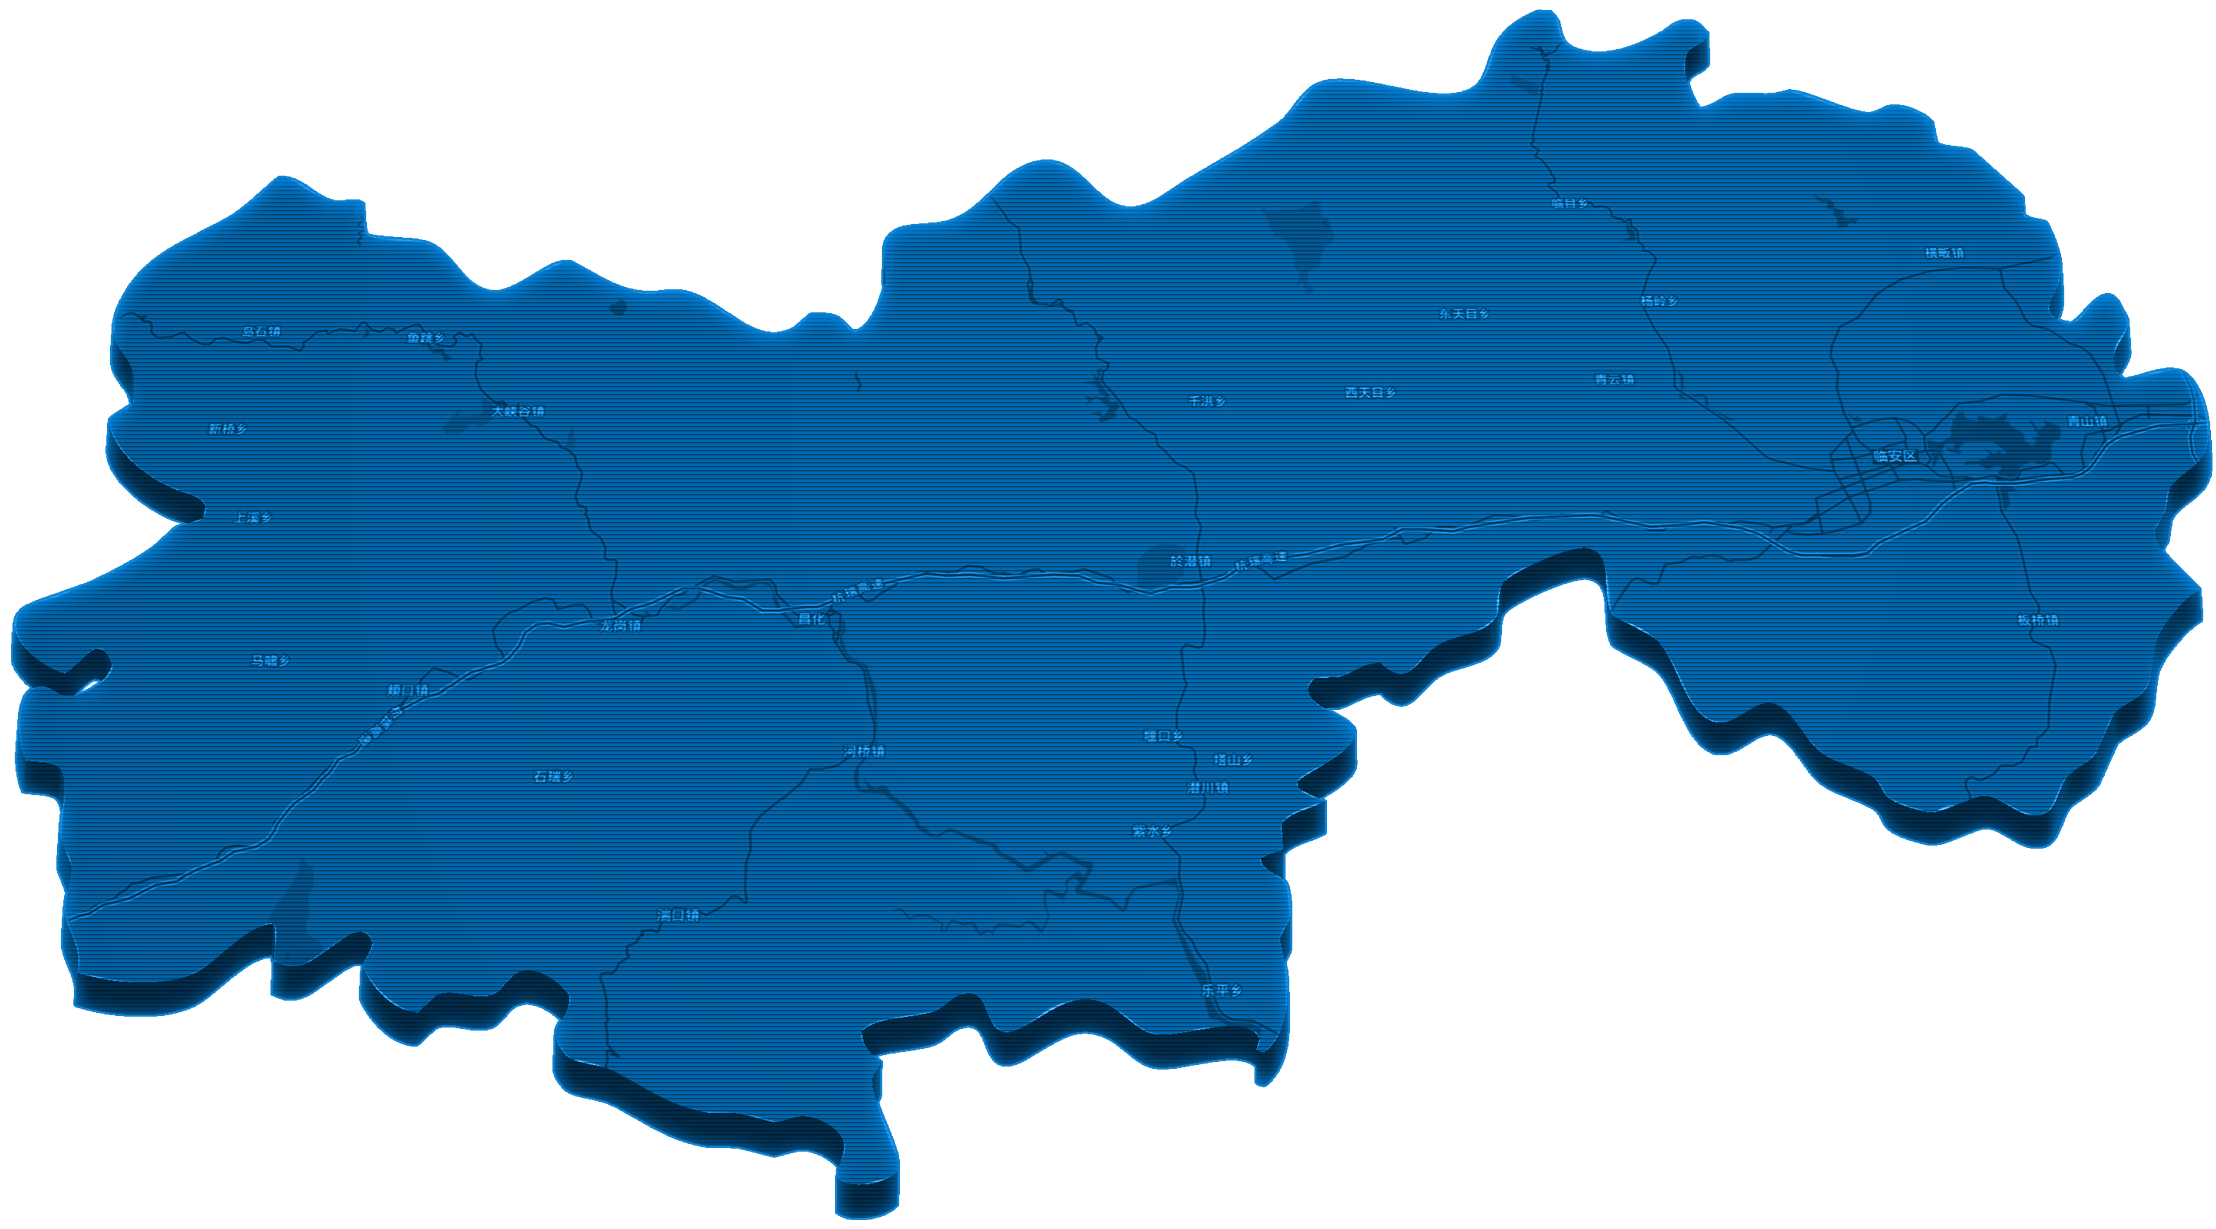 临目乡
横畈镇
杨岭乡
东天目乡
岛石镇
鱼跳乡
青云镇
西天目乡
千洪乡
大峡谷镇
青山镇
新桥乡
临安区
上溪乡
於潜镇
杭瑞高速
杭瑞高速
昌化
龙岗镇
板桥镇
马啸乡
颊口镇
杭瑞高速
堰口乡
河桥镇
塔山乡
石瑞乡
潜川镇
紫水乡
湍口镇
乐平乡